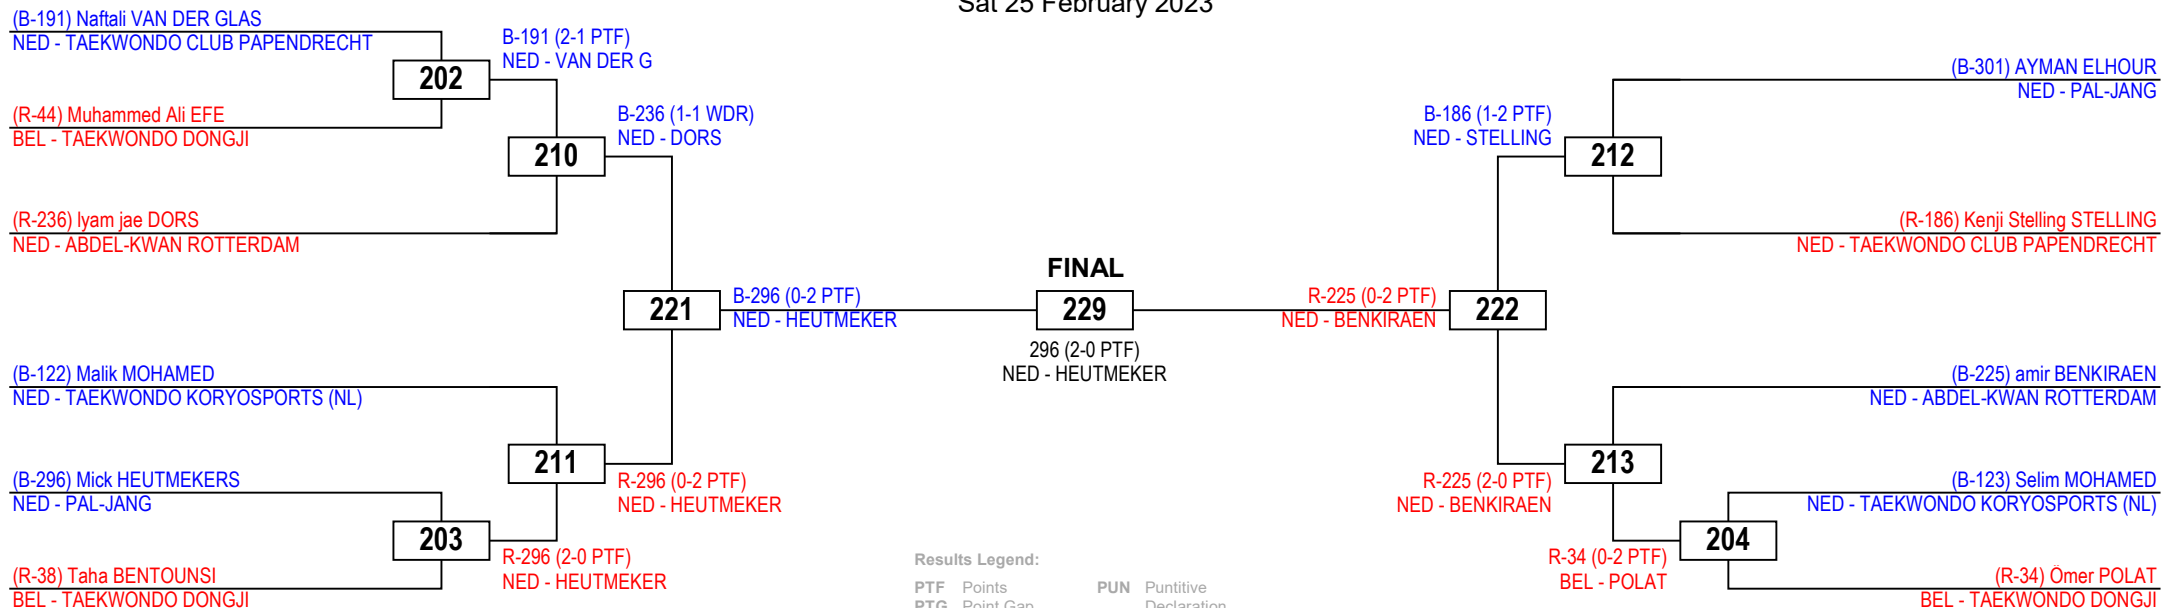 Sat 25 February 2023
(B-191) Naftali VAN DER GLAS
NED - TAEKWONDO CLUB PAPENDRECHT
202
B-191 (2-1 PTF)
NED - VAN DER G
(R-44) Muhammed Ali EFE
BEL - TAEKWONDO DONGJI
210
B-236 (1-1 WDR)
NED - DORS
(R-236) Iyam jae DORS
NED - ABDEL-KWAN ROTTERDAM
221
B-296 (0-2 PTF)
NED - HEUTMEKER
(B-122) Malik MOHAMED
NED - TAEKWONDO KORYOSPORTS (NL)
211
R-296 (0-2 PTF)
NED - HEUTMEKER
(B-296) Mick HEUTMEKERS
NED - PAL-JANG
203
R-296 (2-0 PTF)
NED - HEUTMEKER
(R-38) Taha BENTOUNSI
BEL - TAEKWONDO DONGJI
FINAL
229
296 (2-0 PTF)
NED - HEUTMEKER
(B-301) AYMAN ELHOUR
NED - PAL-JANG
B-186 (1-2 PTF)
NED - STELLING
212
(R-186) Kenji Stelling STELLING
NED - TAEKWONDO CLUB PAPENDRECHT
R-225 (0-2 PTF)
NED - BENKIRAEN
222
(B-225) amir BENKIRAEN
NED - ABDEL-KWAN ROTTERDAM
R-225 (2-0 PTF)
NED - BENKIRAEN
213
(B-123) Selim MOHAMED
NED - TAEKWONDO KORYOSPORTS (NL)
R-34 (0-2 PTF)
BEL - POLAT
204
(R-34) Ömer POLAT
BEL - TAEKWONDO DONGJI
Results Legend:
PTF Points PUN Puntitive
PTG Point Gap Declaration